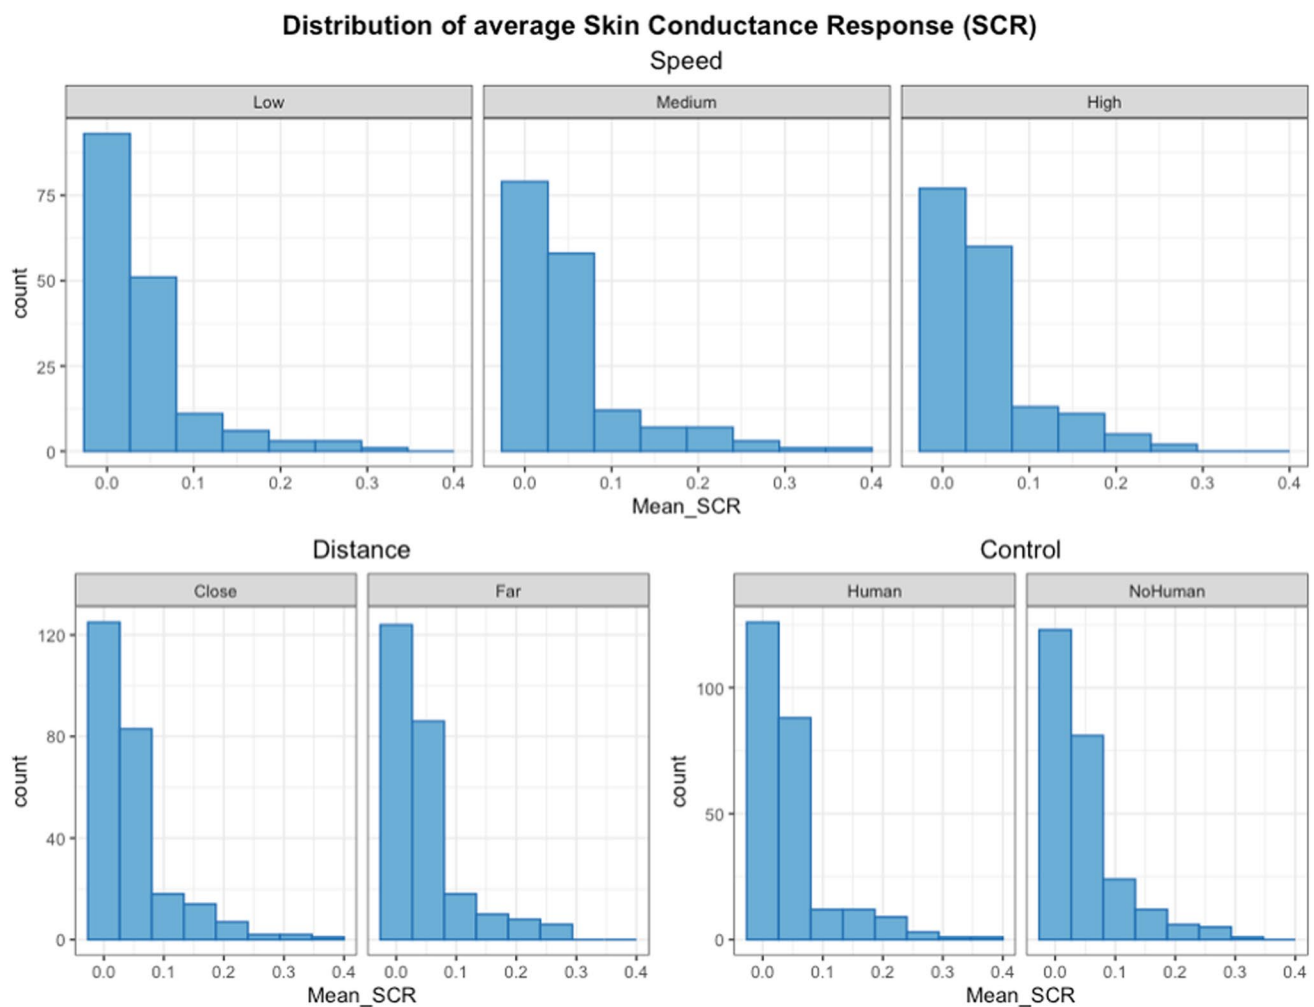 Distribution of average Skin Conductance Response (SCR)
Speed
Low Medium High
count
75
50
25
0
0.0 0.1 0.2 0.3 0.4 0.0 0.1 0.2 0.3 0.4 0.0 0.1 0.2 0.3 0.4
Mean_SCR
Distance
Close Far
count
120
80
40
0
0.0 0.1 0.2 0.3 0.4 0.0 0.1 0.2 0.3 0.4
Mean_SCR
Control
Human NoHuman
count
100
50
0
0.0 0.1 0.2 0.3 0.4 0.0 0.1 0.2 0.3 0.4
Mean_SCR